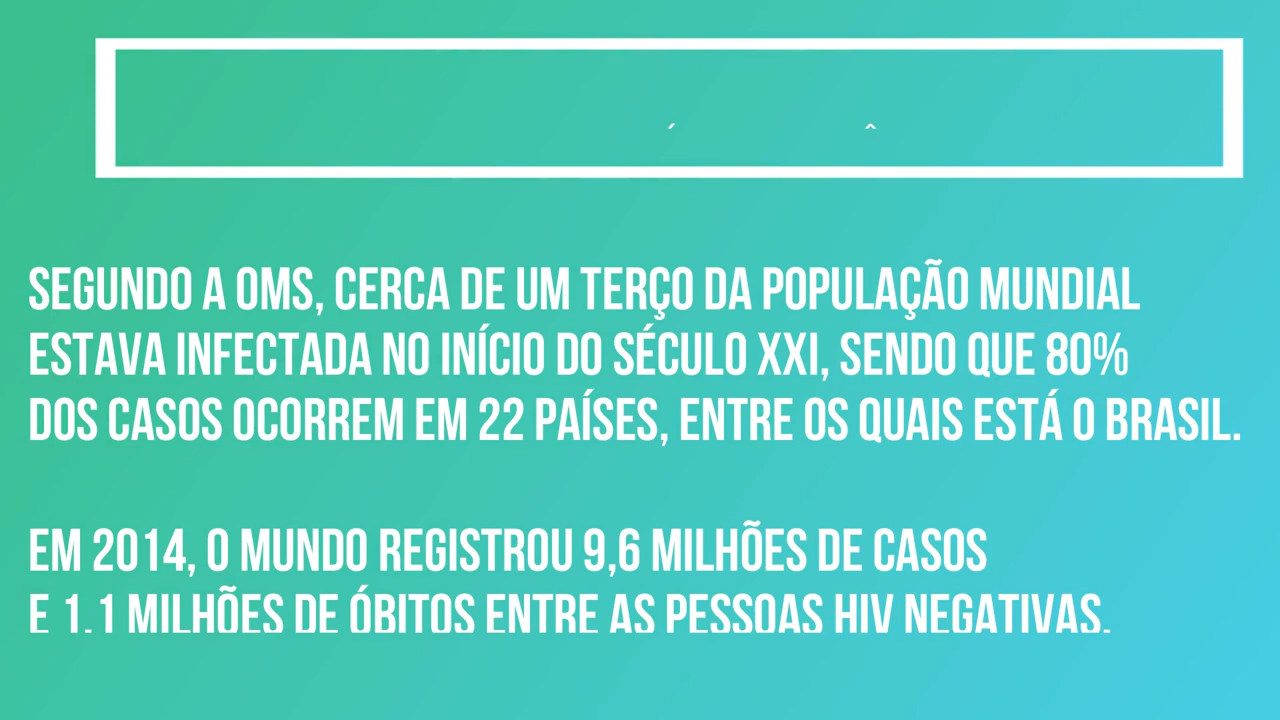 SEGUNDO A OMS, CERCA DE UM TERÇO DA POPULAÇÃO MUNDIAL
ESTAVA INFECTADA NO INÍCIO DO SÉCULO XXI, SENDO QUE 80%
DOS CASOS OCORREM EM 22 PAÍSES, ENTRE OS QUAIS ESTÁ O BRASIL.
EM 2014, O MUNDO REGISTROU 9,6 MILHÕES DE CASOS
E 1.1 MILHÕES DE ÓBITOS ENTRE AS PESSOAS HIV NEGATIVAS.